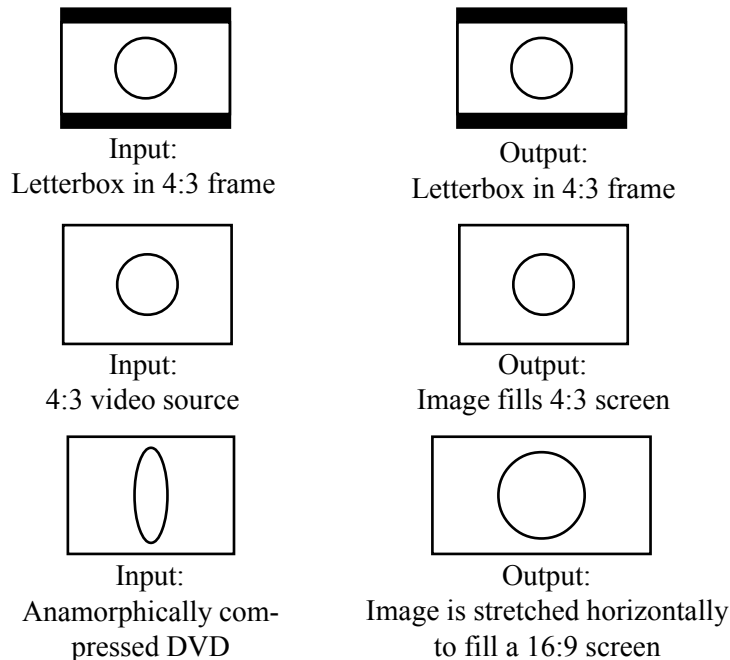 Input:
Letterbox in 4:3 frame
Output:
Letterbox in 4:3 frame
Input:
4:3 video source
Output:
Image fills 4:3 screen
Input:
Anamorphically com-
pressed DVD
Output:
Image is stretched horizontally
to fill a 16:9 screen